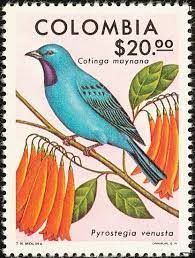 COLOMBIA
$20.00
Cotinga maynana
Pyrostegia venusta